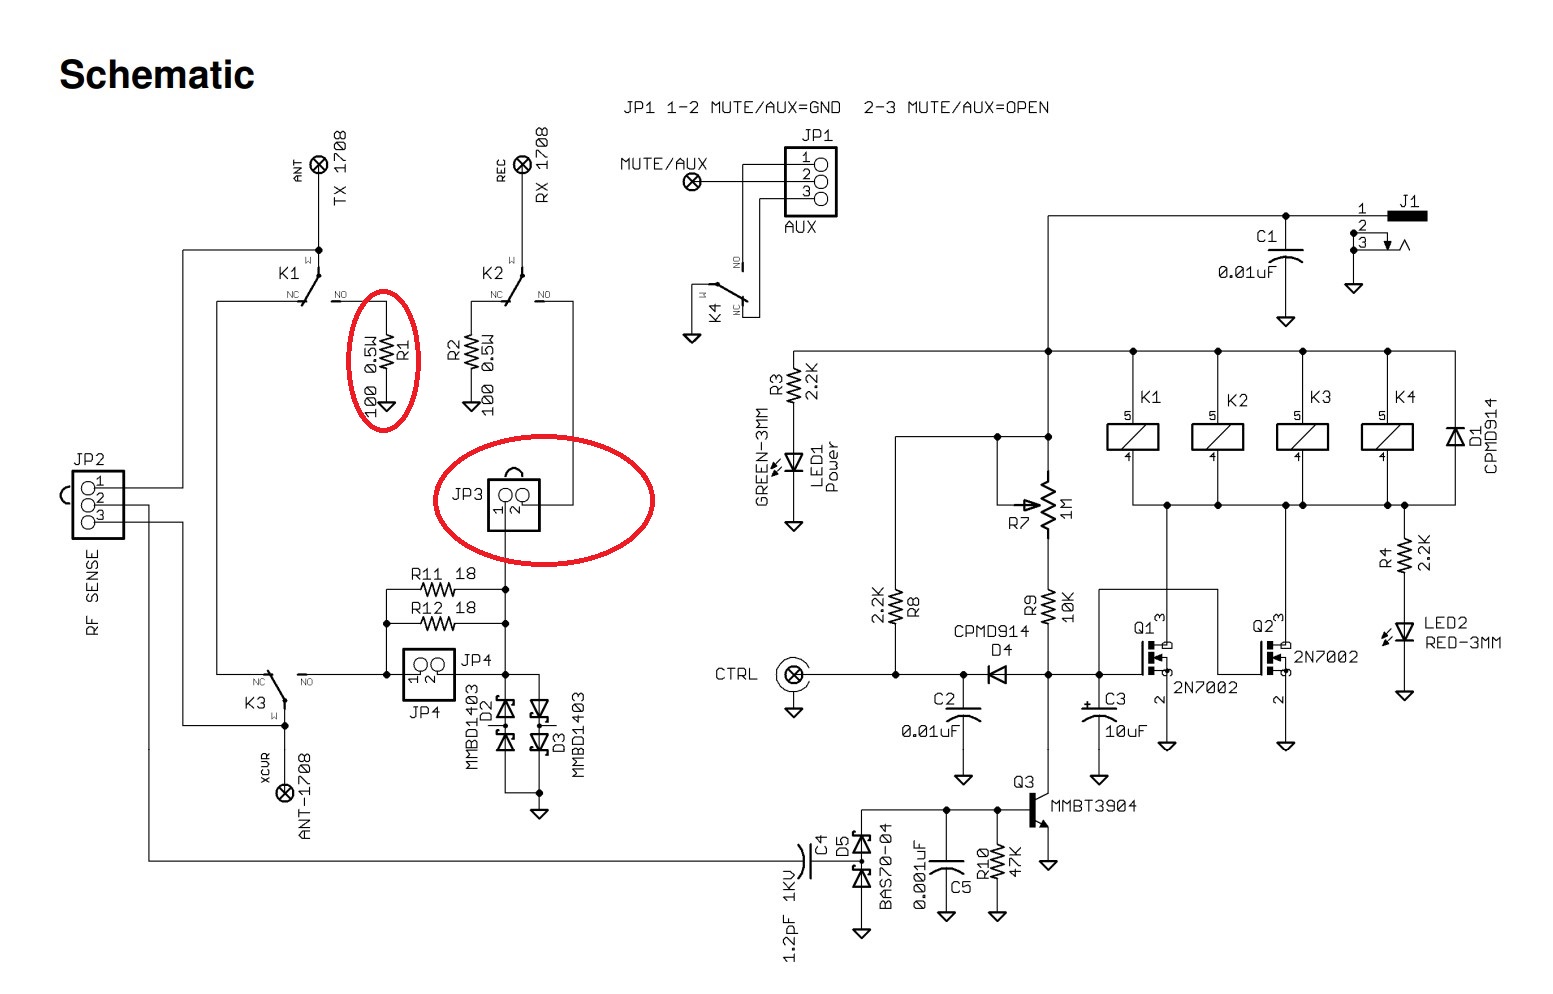 Schematic
JP1 1-2 MUTE/AUX=GND 2-3 MUTE/AUX=OPEN
ANT
TX 1708
REC
RX 1708
MUTE/AUX
JP1
1
2
3
AUX
K1
W
NC
NO
K2
W
NC
NO
K4
W
NO
NC
J1
1
2
3
C1
0.01uF
R1
100 0.5W
R2
100 0.5W
R3
2.2K
GREEN-3MM
LED1
Power
K1
5
4
K2
5
4
K3
5
4
K4
5
4
D1
CPMD914
JP2
1
2
3
RF SENSE
JP3
1
2
R11 18
R12 18
JP4
1
2
JP4
K3
NC
NO
W
XCVR
ANT-1708
D2
MMBD1403
D3
MMBD1403
R7
1M
R8
2.2K
R9
10K
R4
2.2K
LED2
RED-3MM
CPMD914
D4
CTRL
C2
0.01uF
C3
+
10uF
Q1
3
2N7002
2
Q2
3
2N7002
2
Q3
MMBT3904
C4
1.2pF 1KV
D5
BAS70-04
0.001uF
C5
R10
47K